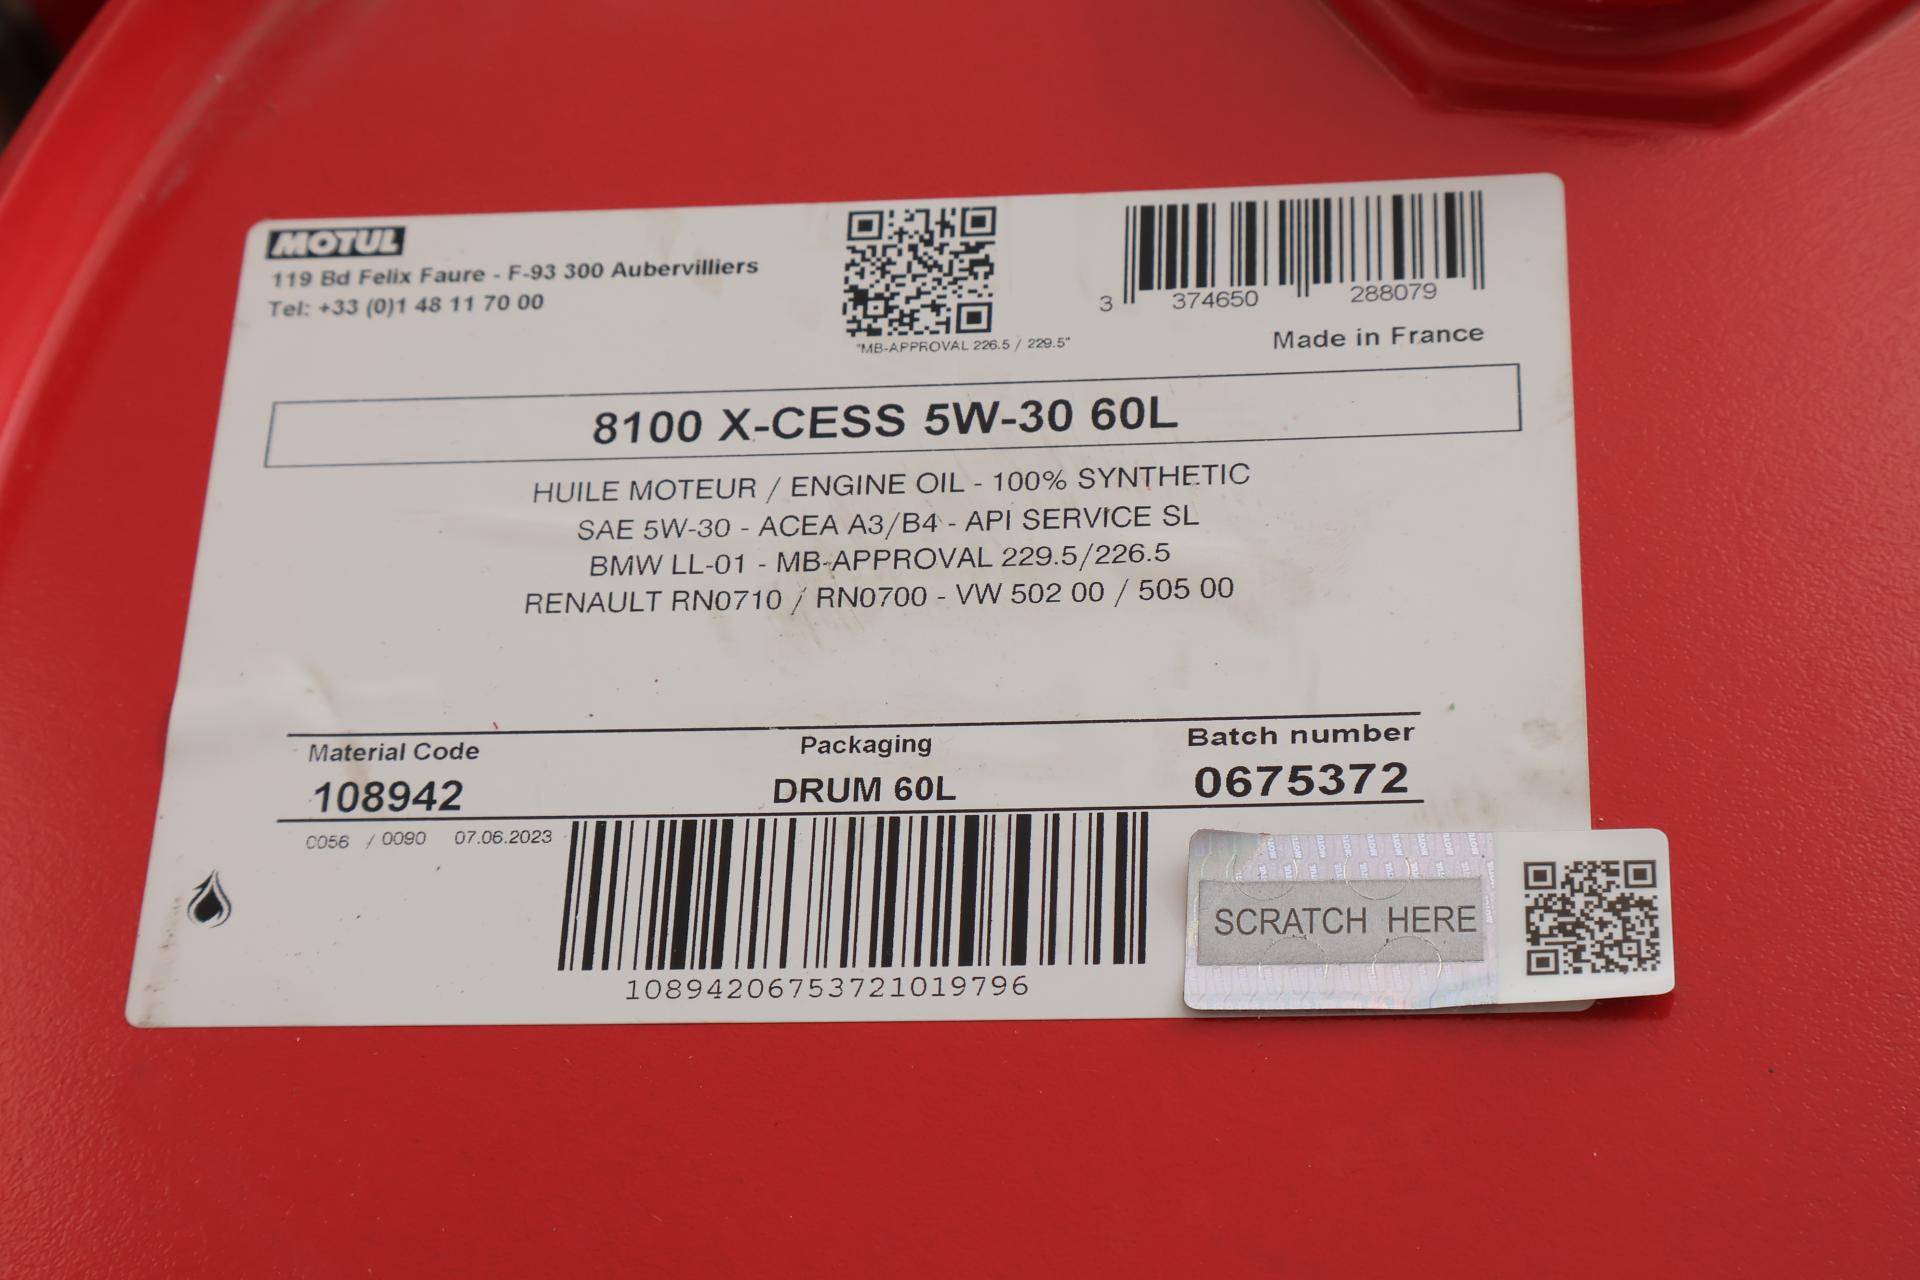 MOTUL
119 Bd Felix Faure - F-93 300 Aubervilliers
Tel: +33 (0)1 48 11 70 00
"MB-APPROVAL 226.5 / 229.5"
3 374650 288079
Made in France
8100 X-CESS 5W-30 60L
HUILE MOTEUR / ENGINE OIL - 100% SYNTHETIC
SAE 5W-30 - ACEA A3/B4 - API SERVICE SL
BMW LL-01 - MB-APPROVAL 229.5/226.5
RENAULT RN0710 / RN0700 - VW 502 00 / 505 00
Material Code Packaging Batch number
108942 DRUM 60L 0675372
C056 / 0090 07.06.2023
10894206753721019796
SCRATCH HERE